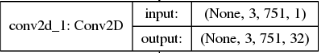 conv2d_1: Conv2D
input: (None, 3, 751, 1)
output: (None, 3, 751, 32)